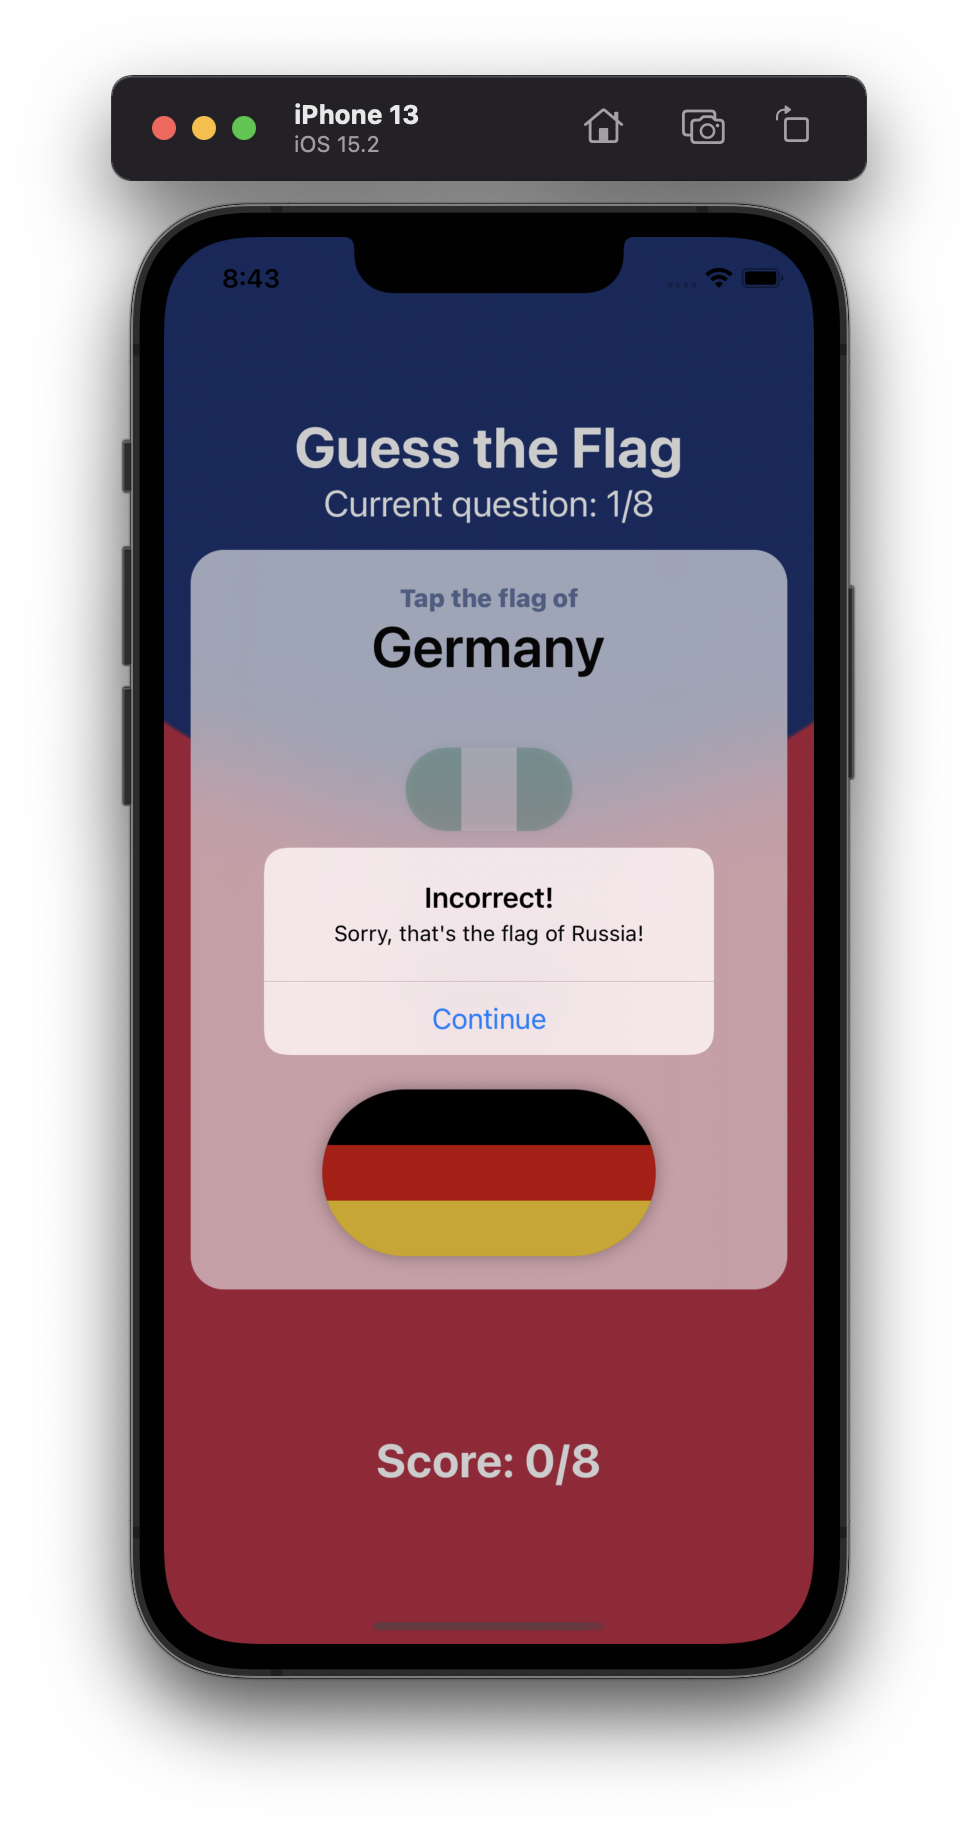 iPhone 13
iOS 15.2
8:43
Guess the Flag
Current question: 1/8
Tap the flag of
Germany
Incorrect!
Sorry, that's the flag of Russia!
Continue
Score: 0/8